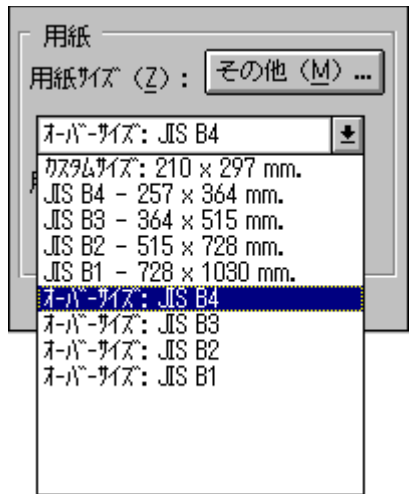 用紙
用紙ｻｲｽﾞ (Z) :
その他 (M) ...
ｵｰﾊﾞｰｻｲｽﾞ: JIS B4
ｶｽﾀﾑｻｲｽﾞ: 210 x 297 mm.
JIS B4 - 257 x 364 mm.
JIS B3 - 364 x 515 mm.
JIS B2 - 515 x 728 mm.
JIS B1 - 728 x 1030 mm.
ｵｰﾊﾞｰｻｲｽﾞ: JIS B4
ｵｰﾊﾞｰｻｲｽﾞ: JIS B3
ｵｰﾊﾞｰｻｲｽﾞ: JIS B2
ｵｰﾊﾞｰｻｲｽﾞ: JIS B1